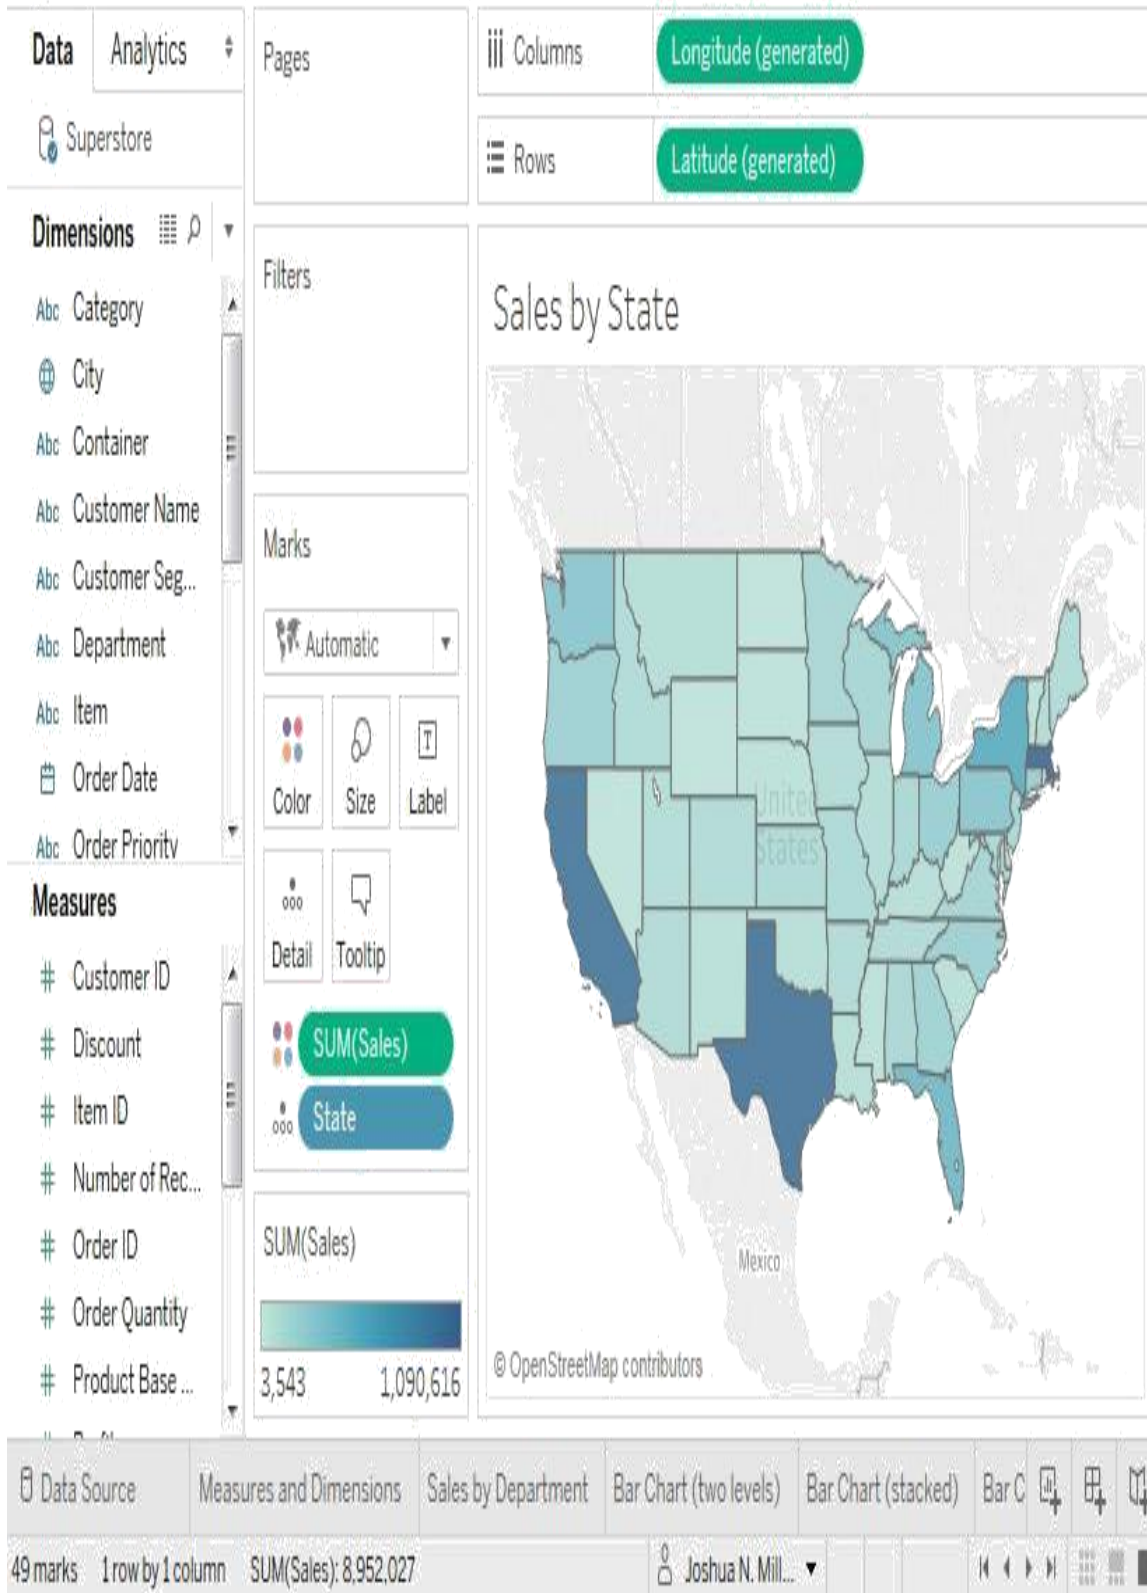 Data
Analytics
Superstore
Dimensions
Abc Category
City
Abc Container
Abc Customer Name
Abc Customer Seg...
Abc Department
Abc Item
Order Date
Abc Order Priority
Measures
# Customer ID
# Discount
# Item ID
# Number of Rec...
# Order ID
# Order Quantity
# Product Base ...
Pages
Filters
Marks
Automatic
Color
Size
T
Label
Detail
Tooltip
SUM(Sales)
State
SUM(Sales)
3,543
1,090,616
Columns
Longitude (generated)
Rows
Latitude (generated)
Sales by State
United
States
Mexico
© OpenStreetMap contributors
Data Source
Measures and Dimensions
Sales by Department
Bar Chart (two levels)
Bar Chart (stacked)
Bar C
49 marks
1 row by 1 column
SUM(Sales): 8,952,027
Joshua N. Mill...